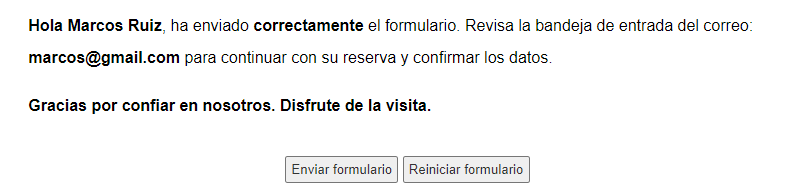 Hola Marcos Ruiz, ha enviado correctamente el formulario. Revisa la bandeja de entrada del correo:
marcos@gmail.com para continuar con su reserva y confirmar los datos.
Gracias por confiar en nosotros. Disfrute de la visita.
Enviar formulario Reiniciar formulario